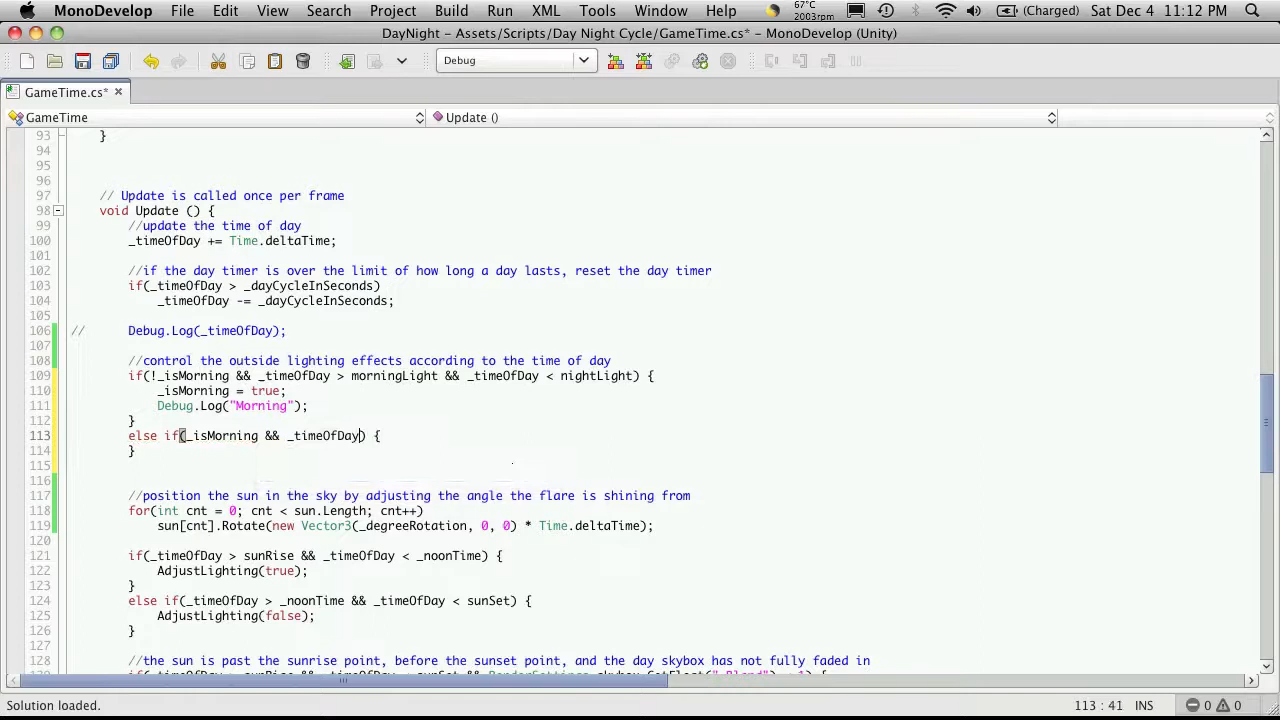 MonoDevelop File Edit View Search Project Build Run XML Tools Window Help 67°C 2003rpm (Charged) Sat Dec 4 11:12 PM
DayNight - Assets/Scripts/Day Night Cycle/GameTime.cs* - MonoDevelop (Unity)
Debug
GameTime.cs*
GameTime Update ()
93 }
94
95
96
97 // Update is called once per frame
98 void Update () {
99 //update the time of day
100 _timeOfDay += Time.deltaTime;
101
102 //if the day timer is over the limit of how long a day lasts, reset the day timer
103 if(_timeOfDay > _dayCycleInSeconds)
104 _timeOfDay -= _dayCycleInSeconds;
105
106 // Debug.Log(_timeOfDay);
107
108 //control the outside lighting effects according to the time of day
109 if(!_isMorning && _timeOfDay > morningLight && _timeOfDay < nightLight) {
110 _isMorning = true;
111 Debug.Log("Morning");
112 }
113 else if(_isMorning && _timeOfDay) {
114 }
115
116
117 //position the sun in the sky by adjusting the angle the flare is shining from
118 for(int cnt = 0; cnt < sun.Length; cnt++)
119 sun[cnt].Rotate(new Vector3(_degreeRotation, 0, 0) * Time.deltaTime);
120
121 if(_timeOfDay > sunRise && _timeOfDay < _noonTime) {
122 AdjustLighting(true);
123 }
124 else if(_timeOfDay > _noonTime && _timeOfDay < sunSet) {
125 AdjustLighting(false);
126 }
127
128 //the sun is past the sunrise point, before the sunset point, and the day skybox has not fully faded in
Solution loaded. 113 : 41 INS 0 0